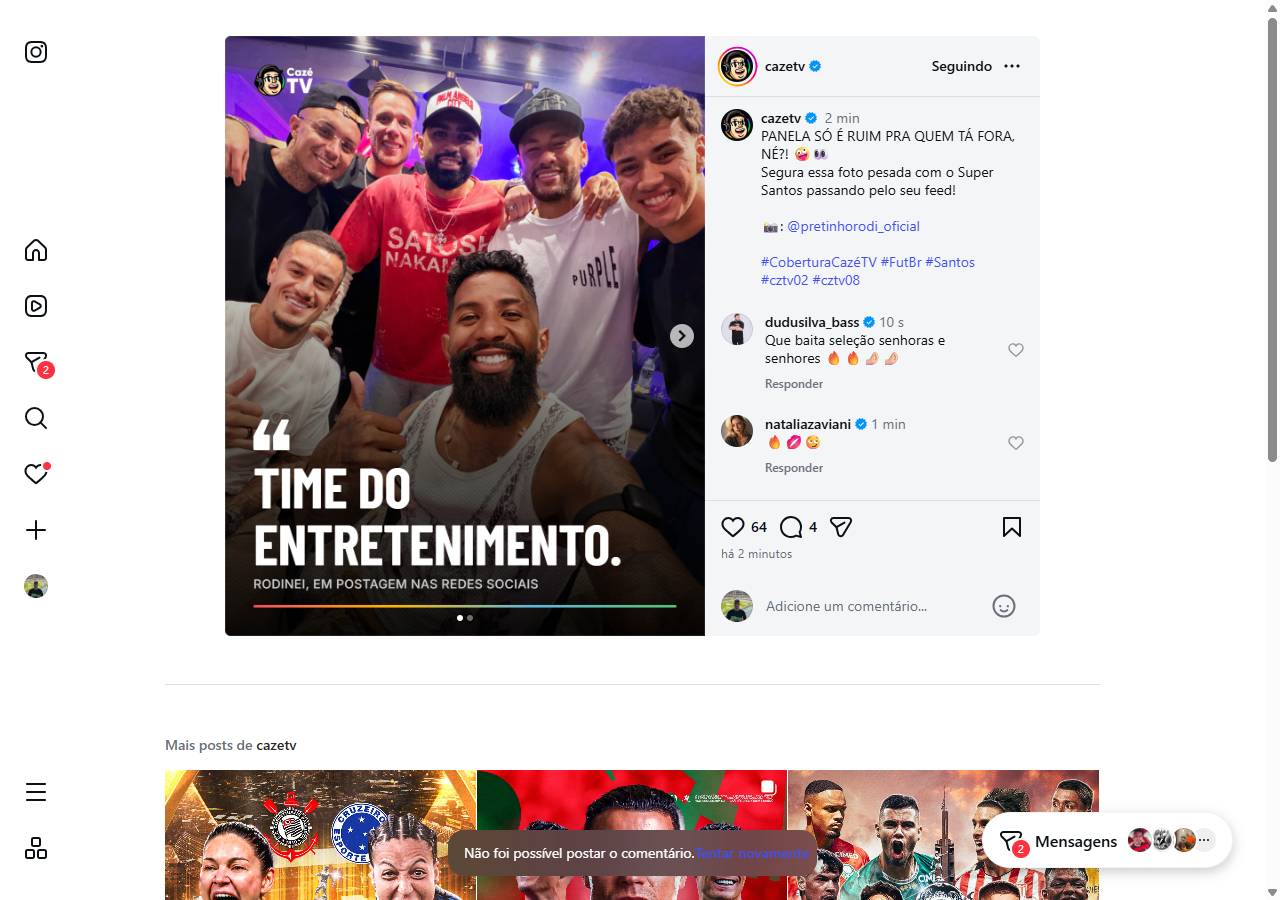 Cazé
TV
PALM ANGELS
CITY
SATOSHI
NAKAM
PURPLE
“
TIME DO
ENTRETENIMENTO.
RODINEI, EM POSTAGEM NAS REDES SOCIAIS
cazetv
Seguindo
cazetv 2 min
PANELA SÓ É RUIM PRA QUEM TÁ FORA,
NÉ?! 🤪👀
Segura essa foto pesada com o Super
Santos passando pelo seu feed!
📸: @pretinhorodi_oficial
#CoberturaCazéTV #FutBr #Santos
#cztv02 #cztv08
dudusilva_bass 10 s
Que baita seleção senhoras e
senhores 🔥🔥👏🏻👏🏻
Responder
nataliazaviani 1 min
🔥💋🤪
Responder
64 4
há 2 minutos
Adicione um comentário...
2
Mais posts de cazetv
CRUZEIRO
Não foi possível postar o comentário.Tentar novamente
2
Mensagens